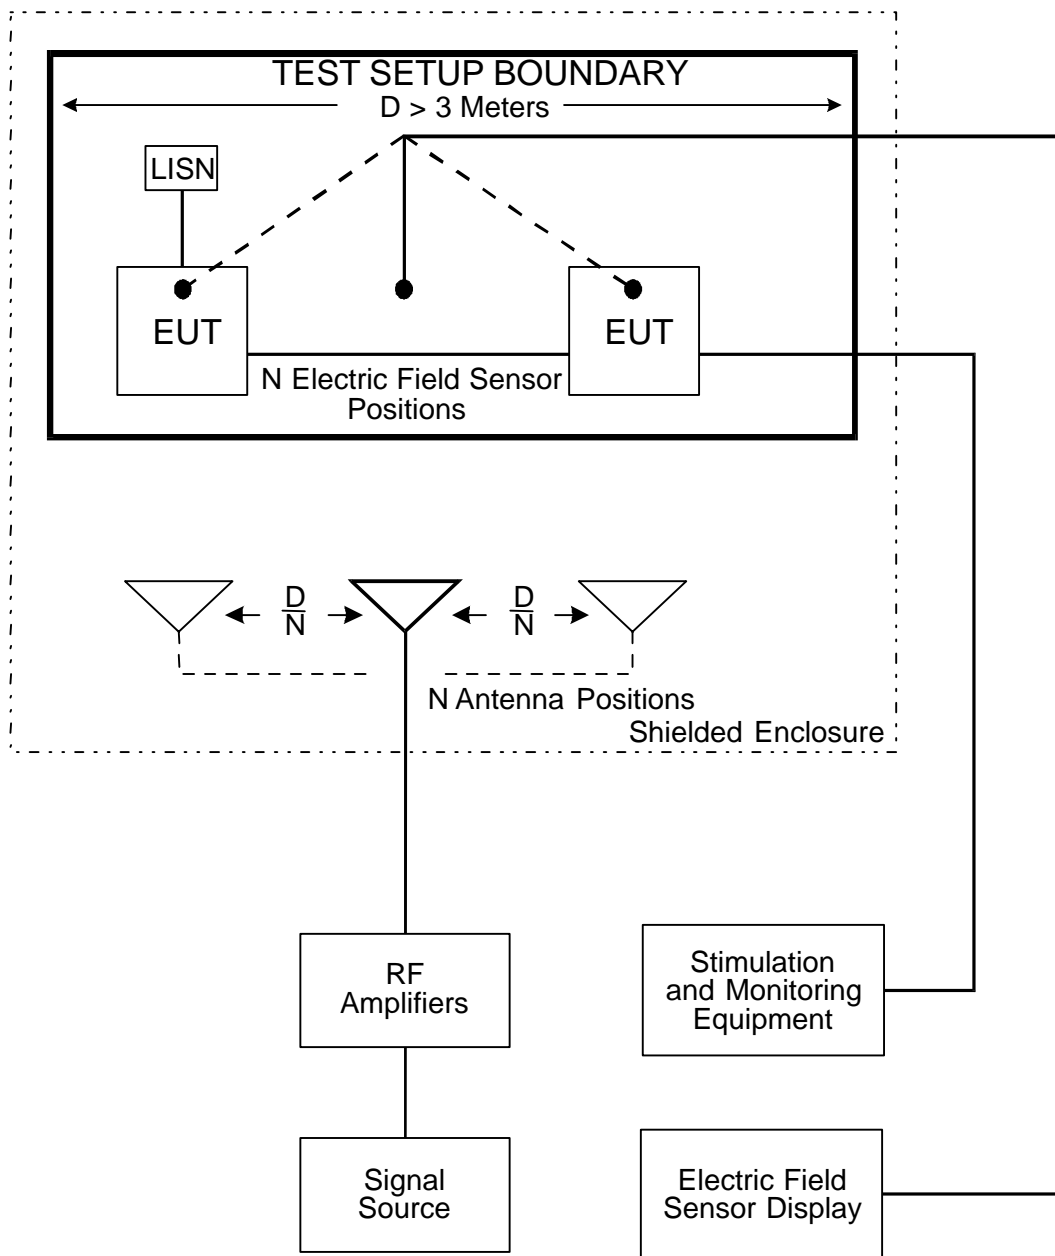 TEST SETUP BOUNDARY
D > 3 Meters
LISN
EUT
EUT
N Electric Field Sensor
Positions
D
N
D
N
N Antenna Positions
Shielded Enclosure
RF
Amplifiers
Stimulation
and Monitoring
Equipment
Signal
Source
Electric Field
Sensor Display